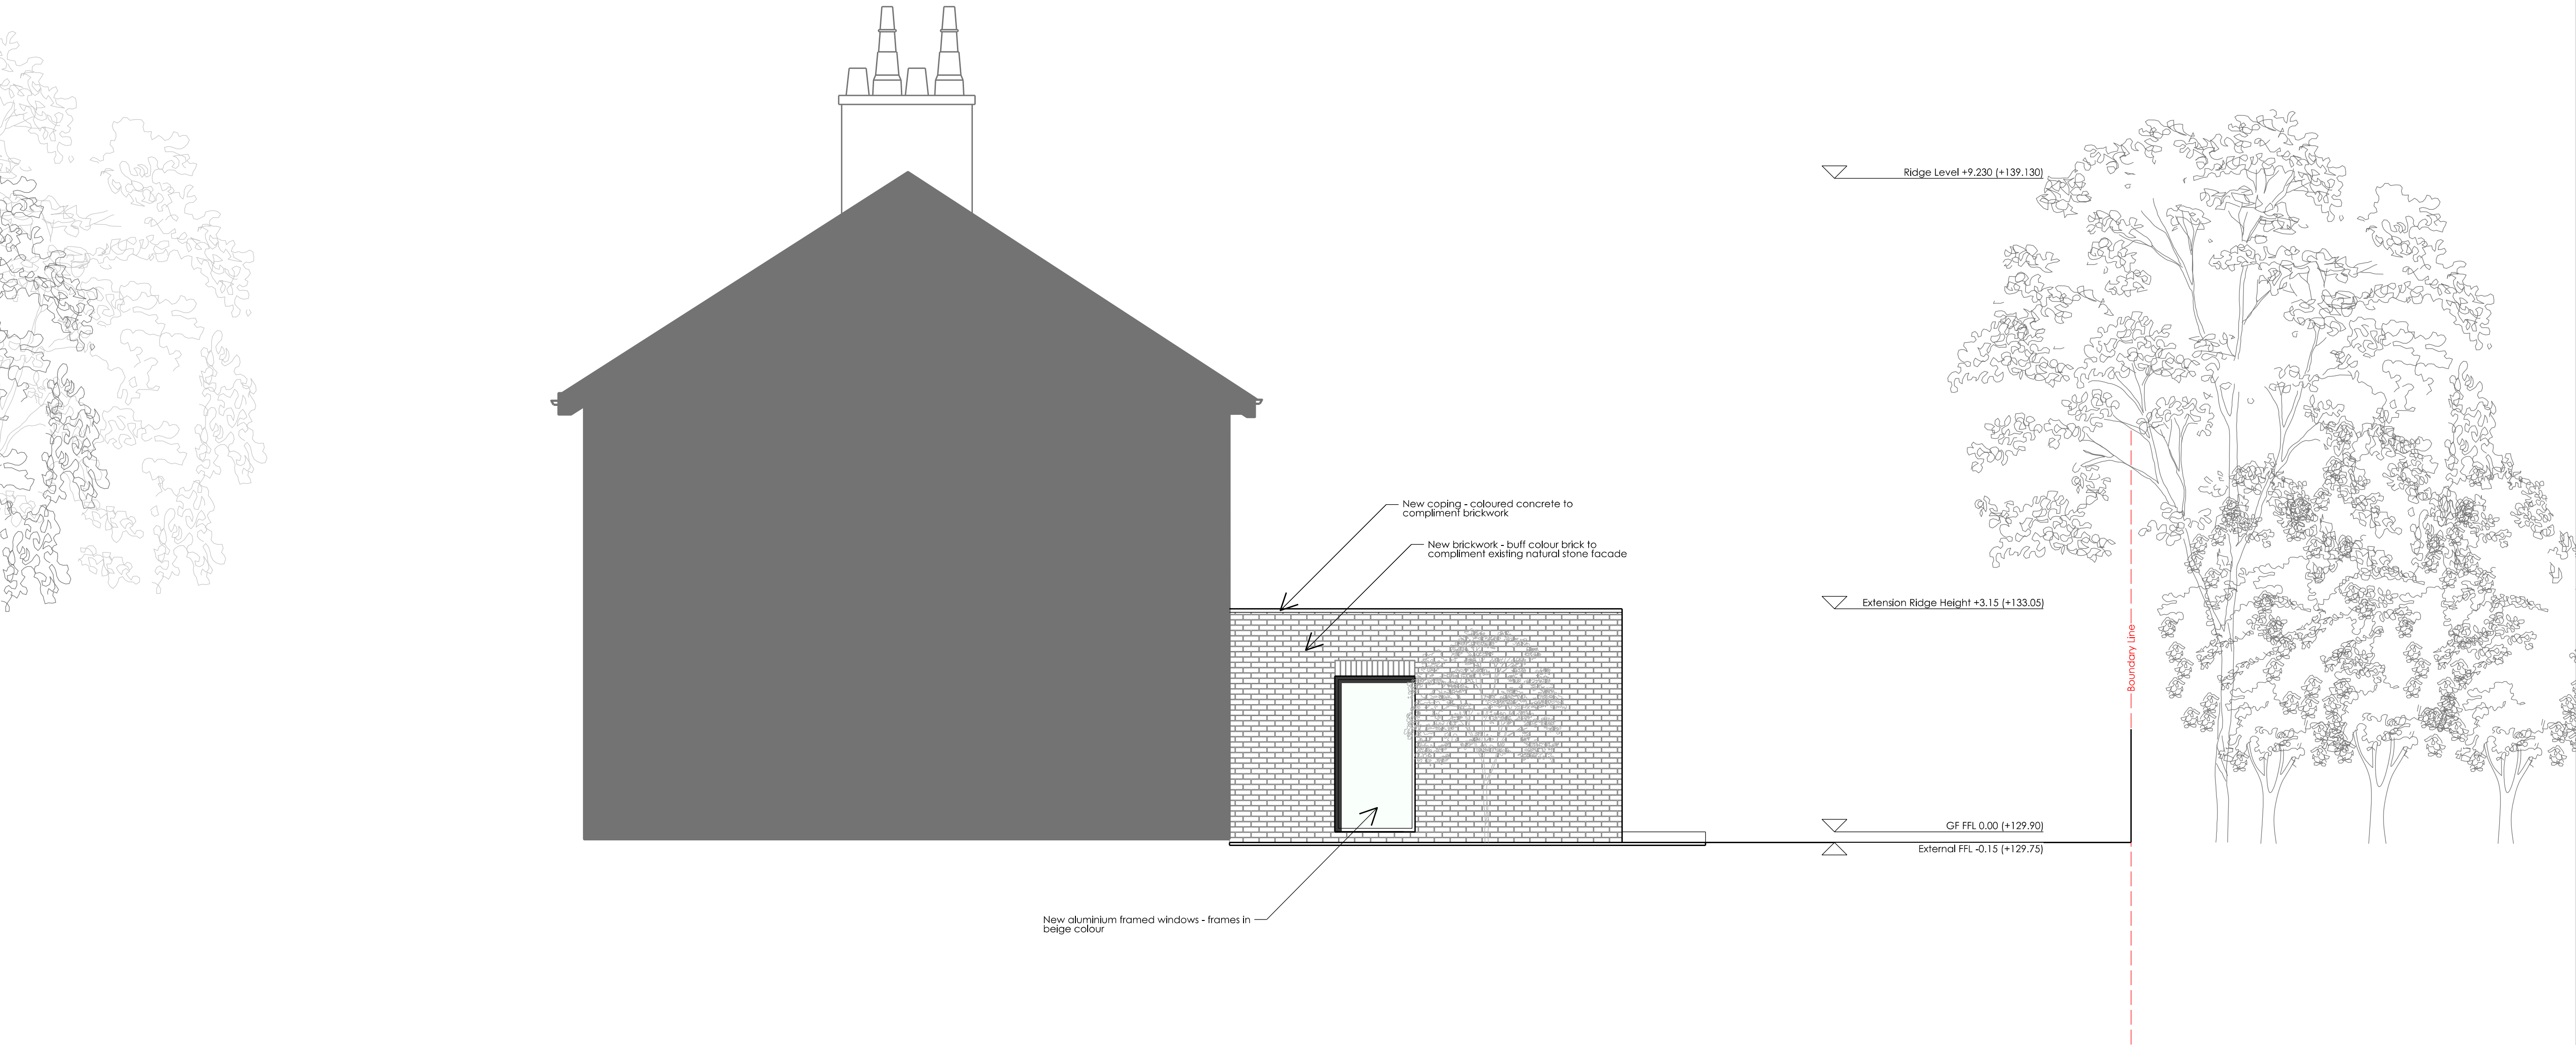 Ridge Level +9.230 (+139.130)
New coping - coloured concrete to
compliment brickwork
New brickwork - buff colour brick to
compliment existing natural stone facade
Extension Ridge Height +3.15 (+133.05)
Boundary Line
GF FFL 0.00 (+129.90)
External FFL -0.15 (+129.75)
New aluminium framed windows - frames in
beige colour